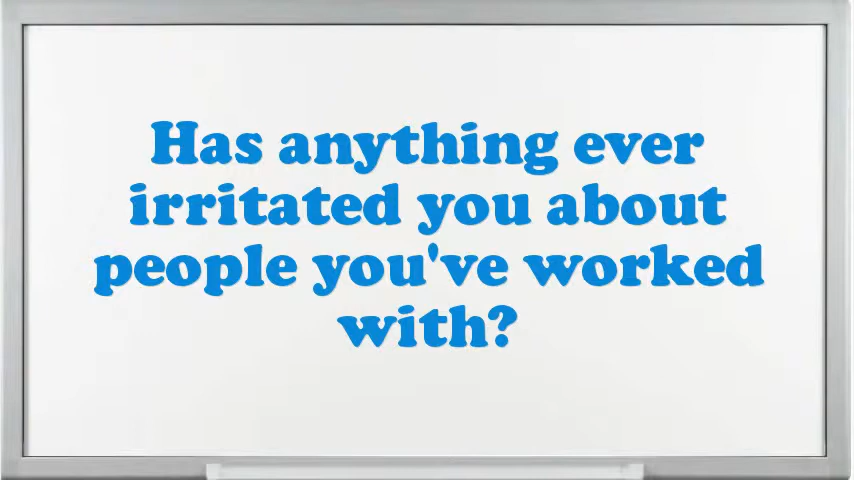 Has anything ever
irritated you about
people you've worked
with?